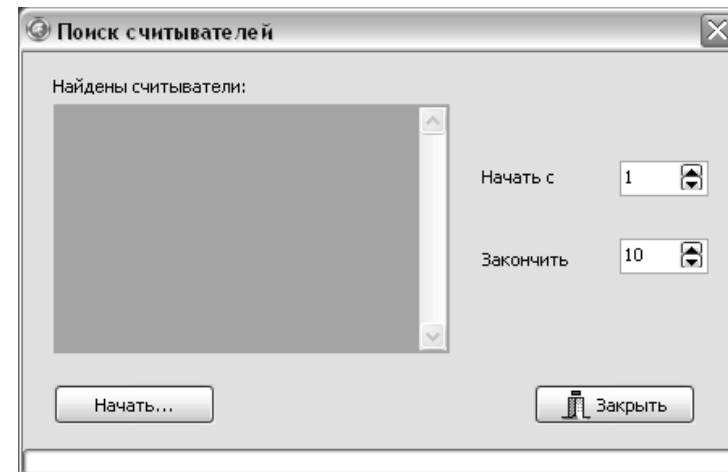 Поиск считывателей
Найдены считыватели:
Начать с
1
Закончить
10
Начать...
Закрыть